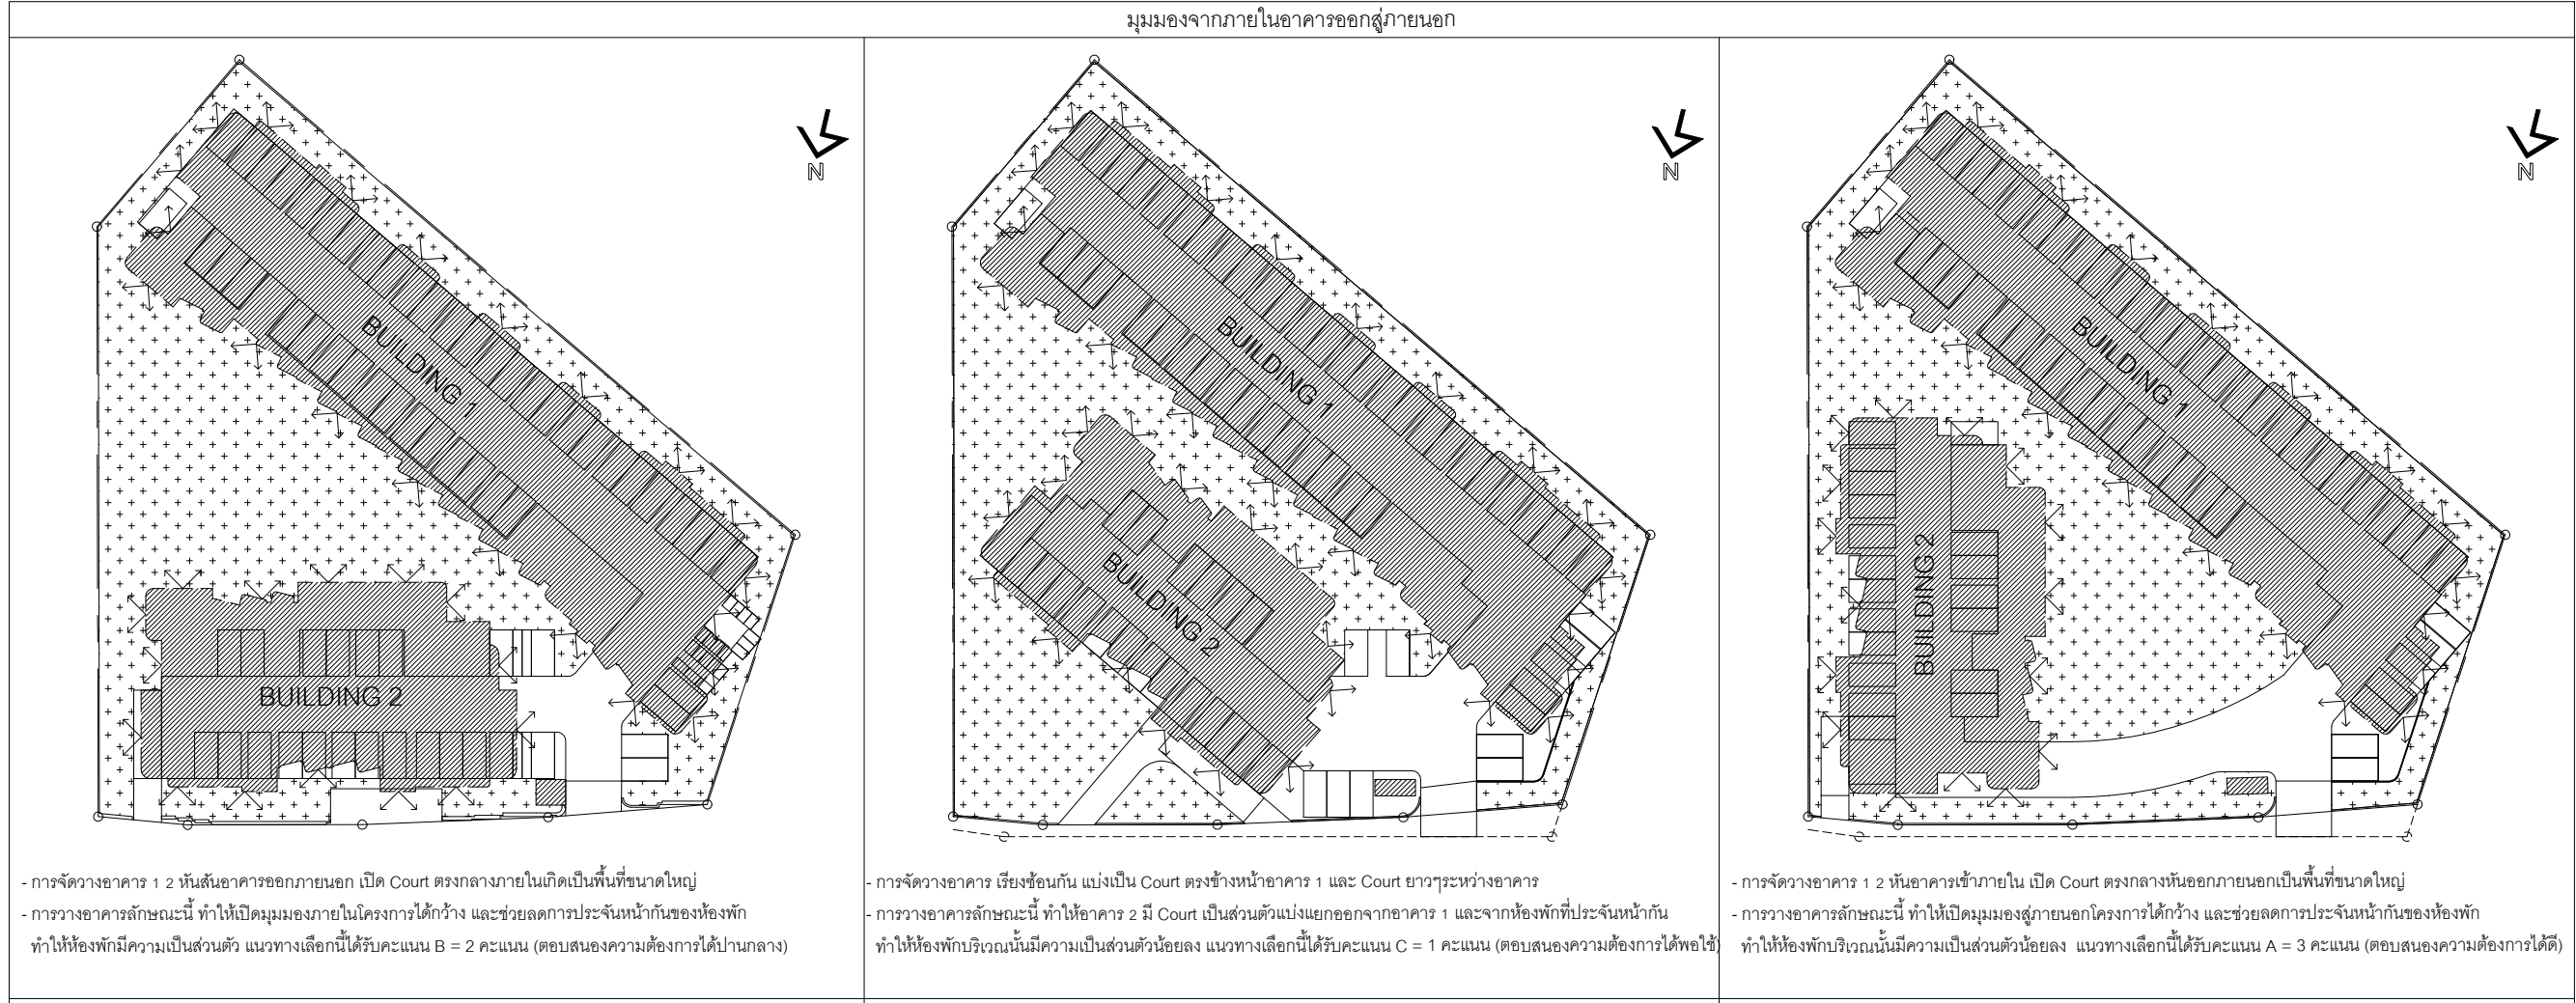 มุมมองจากภายในอาคารออกสู่ภายนอก
N
BUILDING 1
BUILDING 2
- การจัดวางอาคาร 1 2 หันสันอาคารออกภายนอก เปิด Court ตรงกลางภายในเกิดเป็นพื้นที่ขนาดใหญ่
- การวางอาคารลักษณะนี้ ทำให้เปิดมุมมองภายในโครงการได้กว้าง และช่วยลดการประจันหน้ากันของห้องพัก
ทำให้ห้องพักมีความเป็นส่วนตัว แนวทางเลือกนี้ได้รับคะแนน B = 2 คะแนน (ตอบสนองความต้องการได้ปานกลาง)
N
BUILDING 1
BUILDING 2
- การจัดวางอาคาร เรียงซ้อนกัน แบ่งเป็น Court ตรงข้างหน้าอาคาร 1 และ Court ยาวๆระหว่างอาคาร
- การวางอาคารลักษณะนี้ ทำให้อาคาร 2 มี Court เป็นส่วนตัวแบ่งแยกออกจากอาคาร 1 และจากห้องพักที่ประจันหน้ากัน
ทำให้ห้องพักบริเวณนั้นมีความเป็นส่วนตัวน้อยลง แนวทางเลือกนี้ได้รับคะแนน C = 1 คะแนน (ตอบสนองความต้องการได้พอใช้)
N
BUILDING 1
BUILDING 2
- การจัดวางอาคาร 1 2 หันอาคารเข้าภายใน เปิด Court ตรงกลางหันออกภายนอกเป็นพื้นที่ขนาดใหญ่
- การวางอาคารลักษณะนี้ ทำให้เปิดมุมมองสู่ภายนอกโครงการได้กว้าง และช่วยลดการประจันหน้ากันของห้องพัก
ทำให้ห้องพักบริเวณนั้นมีความเป็นส่วนตัวน้อยลง แนวทางเลือกนี้ได้รับคะแนน A = 3 คะแนน (ตอบสนองความต้องการได้ดี)